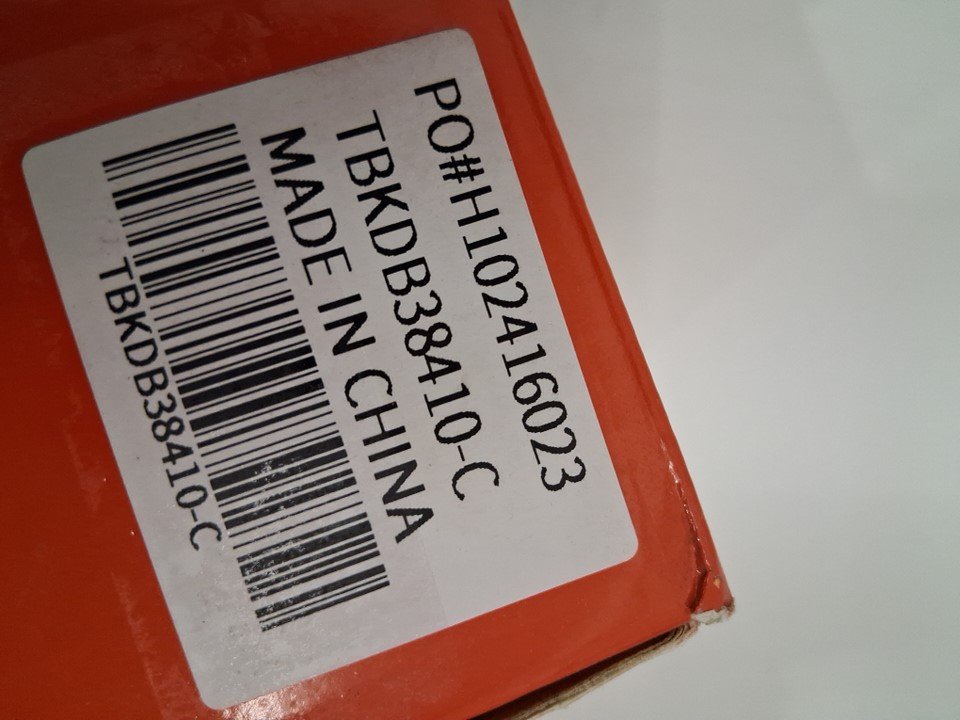 PO#H102416023
TBKDB38410-C
MADE IN CHINA
TBKDB38410-C